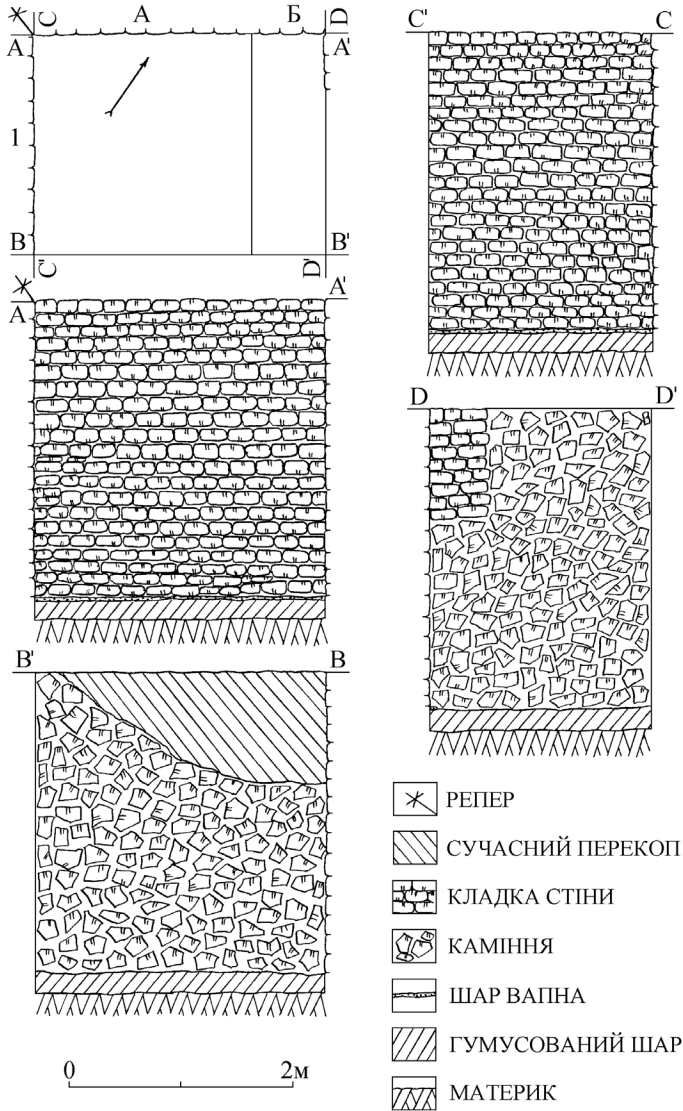 С А Б D
А А'
1
В В'
С' D'
А А'
С' С
D D'
В' В
РЕПЕР
СУЧАСНИЙ ПЕРЕКОП
КЛАДКА СТІНИ
КАМІННЯ
ШАР ВАПНА
ГУМУСОВАНИЙ ШАР
МАТЕРИК
0 2м